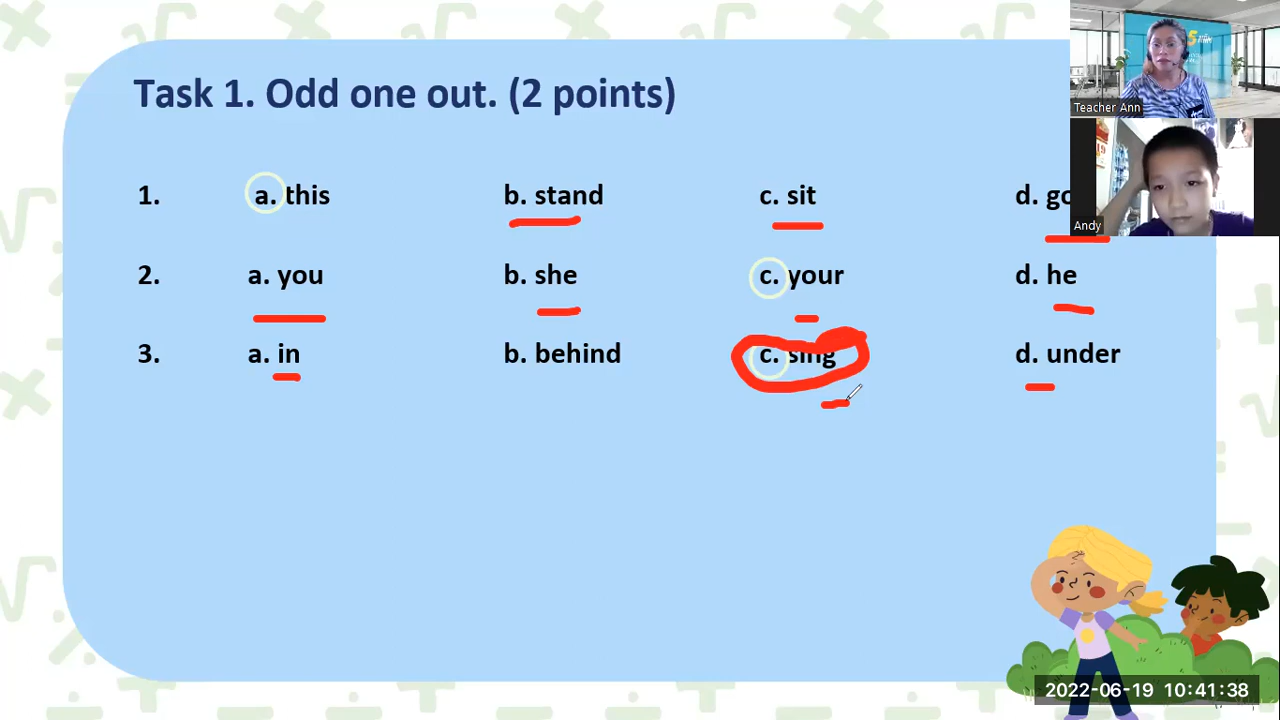 Task 1. Odd one out. (2 points)
Teacher Ann
1. a. this b. stand c. sit d. go
Andy
2. a. you b. she c. your d. he
3. a. in b. behind c. sing d. under
2022-06-19 10:41:38